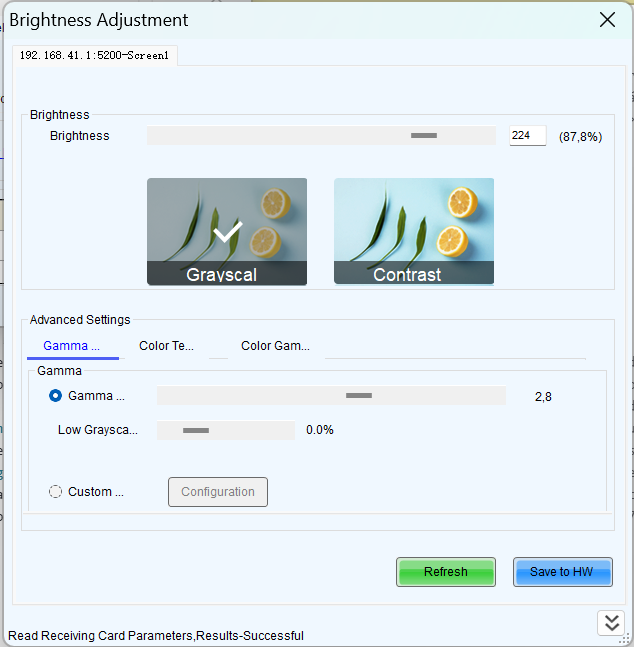 Brightness Adjustment
192.168.41.1:5200-Screen1
Brightness
Brightness 224 (87,8%)
Grayscal Contrast
Advanced Settings
Gamma ... Color Te... Color Gam...
Gamma
Gamma ... 2,8
Low Graysca... 0.0%
Custom ... Configuration
Refresh Save to HW
Read Receiving Card Parameters,Results-Successful